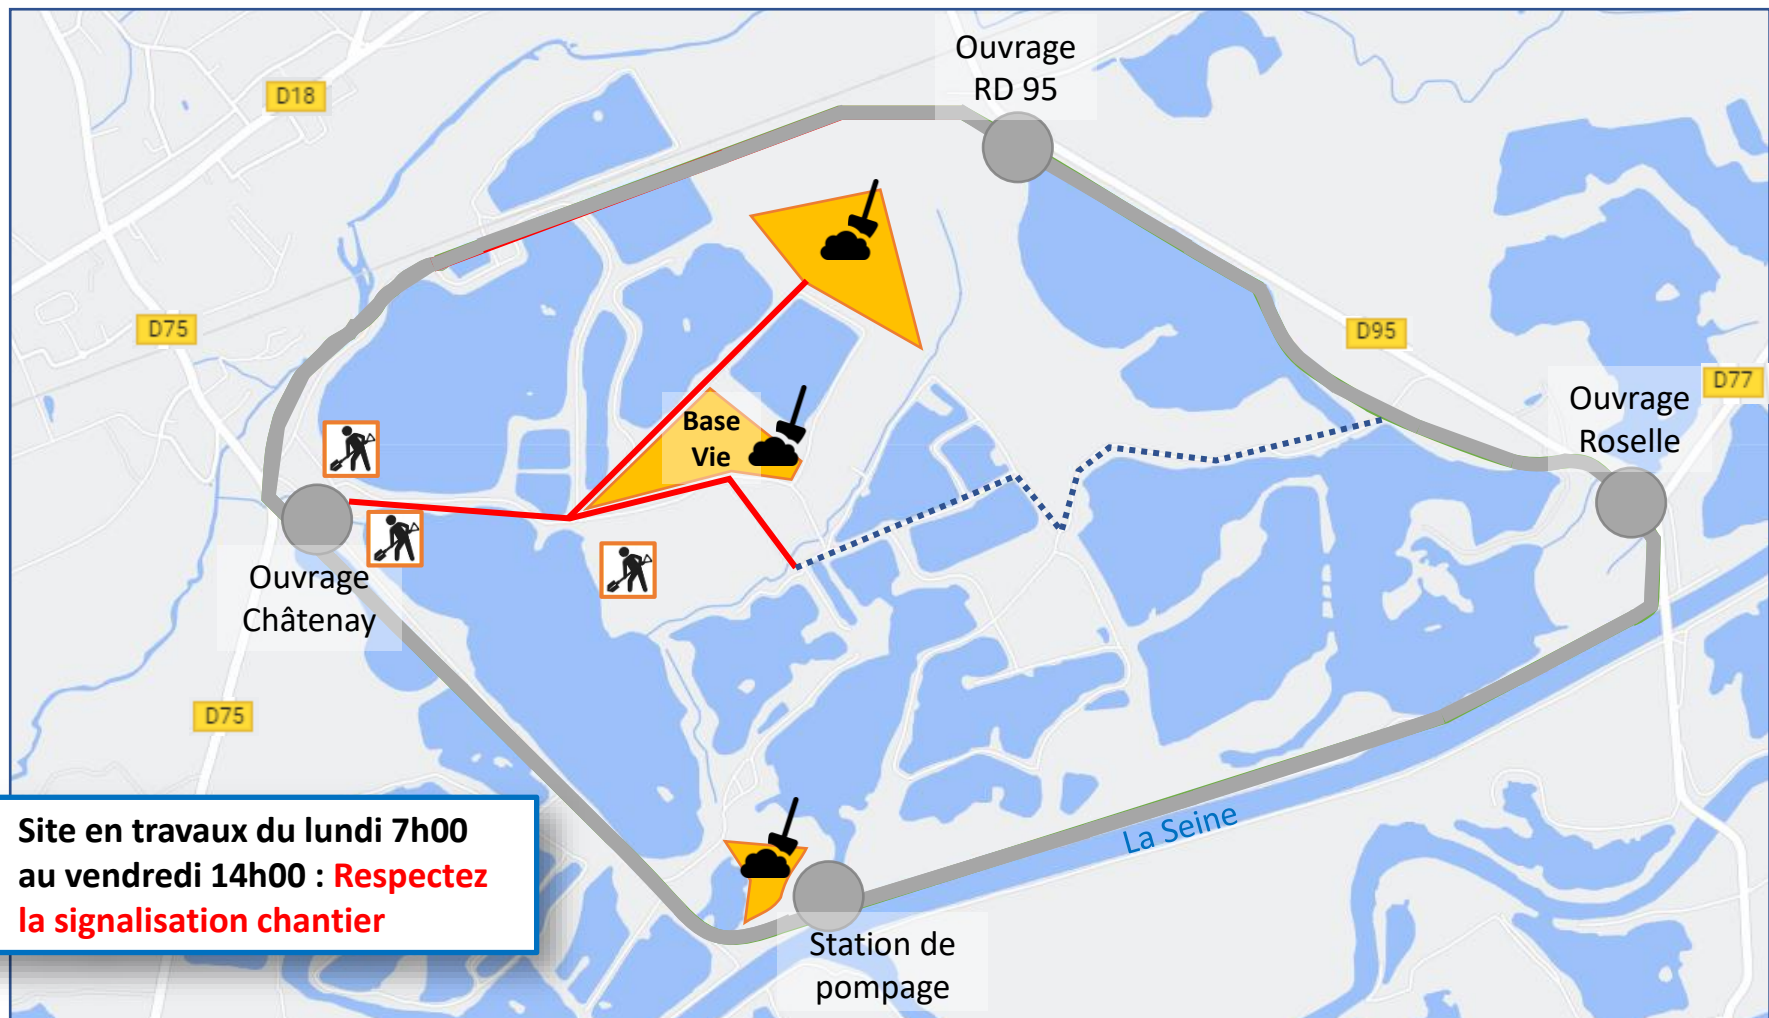 Ouvrage
RD 95
D18
D75
D95
D77
Ouvrage
Roselle
Base
Vie
Ouvrage
Châtenay
D75
Site en travaux du lundi 7h00
au vendredi 14h00 : Respectez
la signalisation chantier
La Seine
Station de
pompage